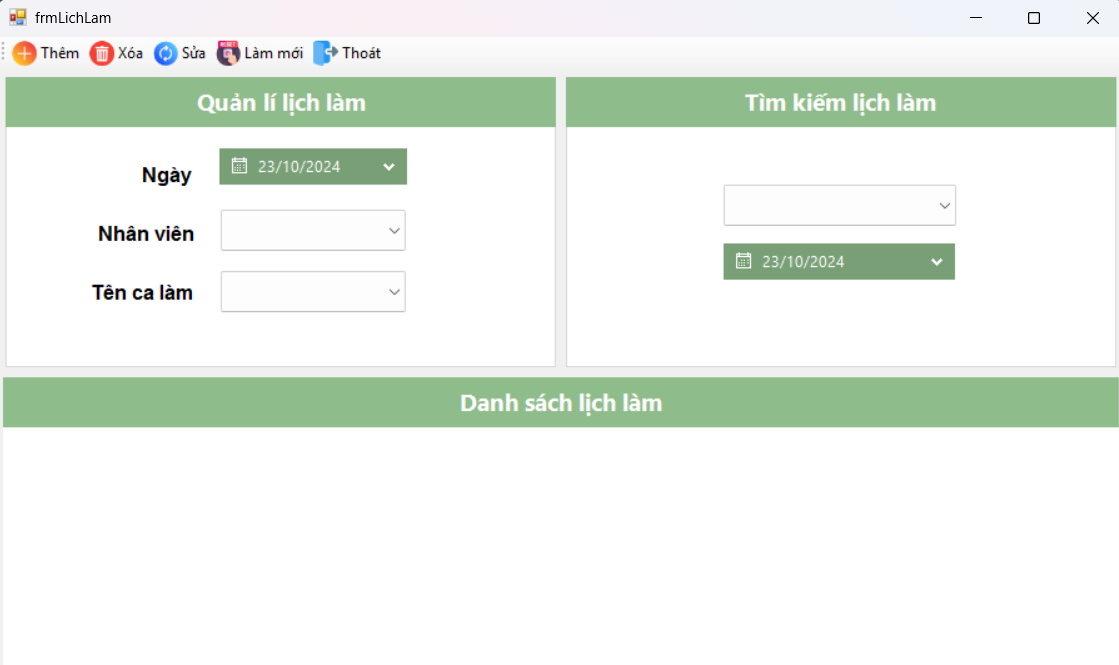 frmLichLam
Thêm Xóa Sửa RESET Làm mới Thoát
Quản lí lịch làm
Ngày 23/10/2024
Nhân viên
Tên ca làm
Tìm kiếm lịch làm
23/10/2024
Danh sách lịch làm